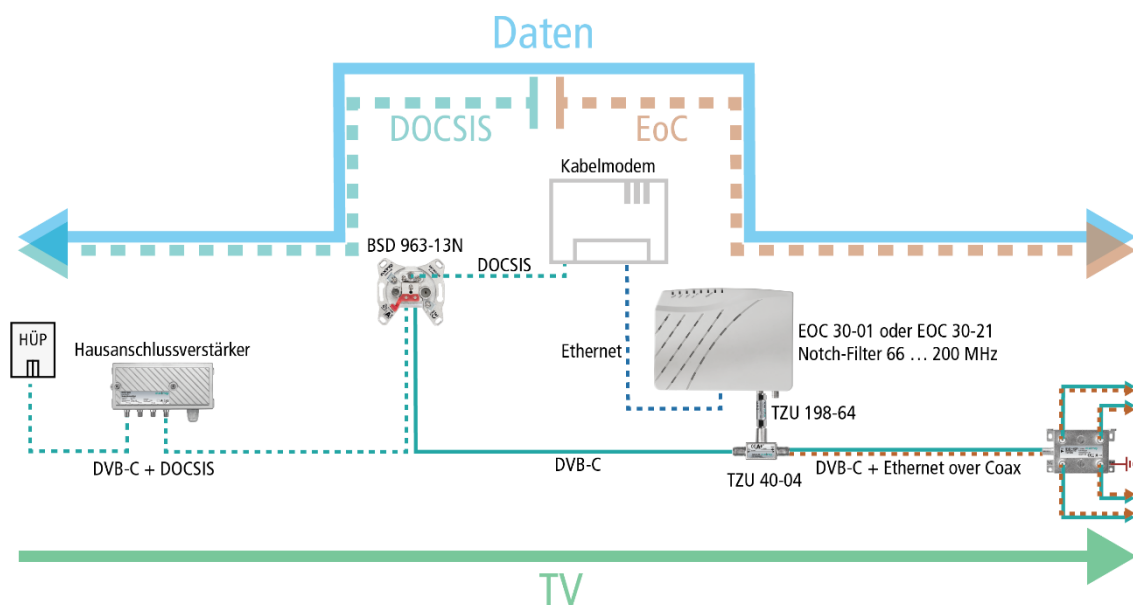 Daten
DOCSIS
EoC
Kabelmodem
BSD 963-13N
DOCSIS
HÜP
Hausanschlussverstärker
Ethernet
EOC 30-01 oder EOC 30-21
Notch-Filter 66 … 200 MHz
TZU 198-64
DVB-C + DOCSIS
DVB-C
TZU 40-04
DVB-C + Ethernet over Coax
TV